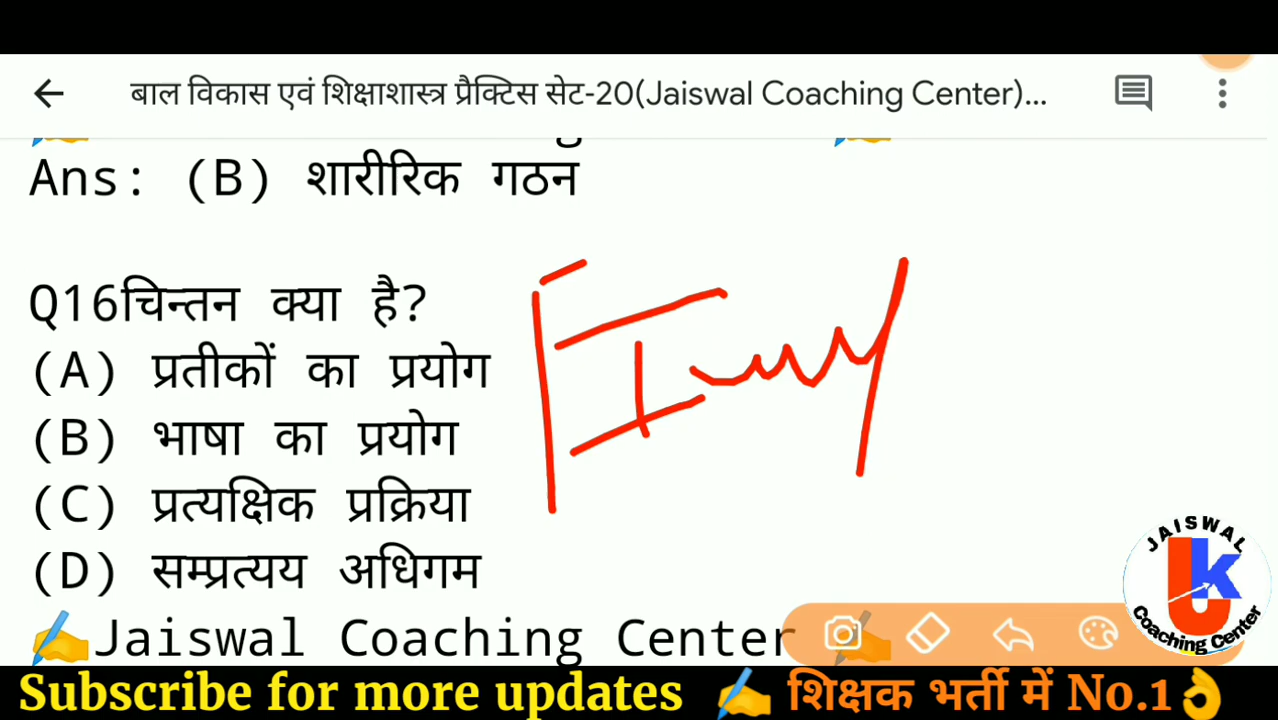 बाल विकास एवं शिक्षाशास्त्र प्रैक्टिस सेट-20(Jaiswal Coaching Center)...
Ans: (B) शारीरिक गठन
Q16चिन्तन क्या है?
(A) प्रतीकों का प्रयोग
(B) भाषा का प्रयोग
(C) प्रत्यक्षिक प्रक्रिया
(D) सम्प्रत्यय अधिगम
✍️Jaiswal Coaching Center ✍️
JAISWAL
UK
Coaching Center
Subscribe for more updates ✍️ शिक्षक भर्ती में No.1👌